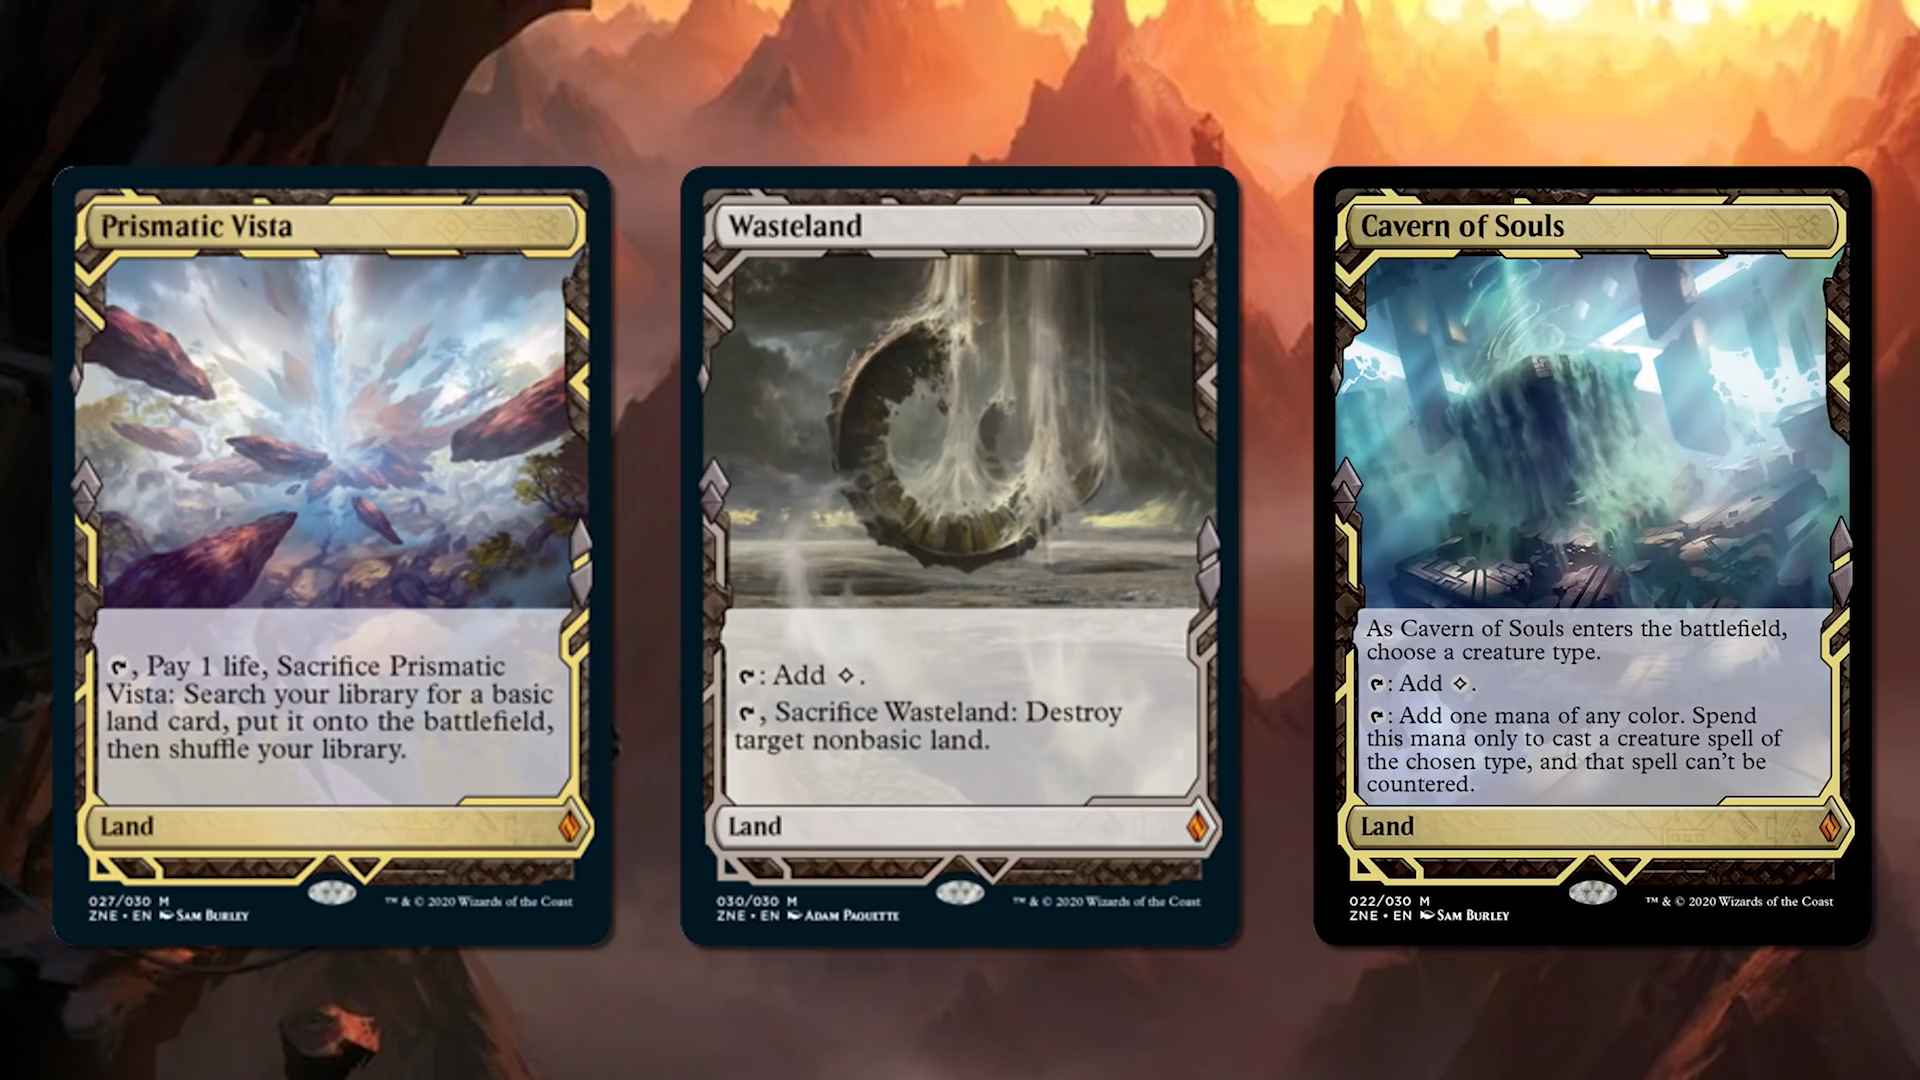 Prismatic Vista
, Pay 1 life, Sacrifice Prismatic
Vista: Search your library for a basic
land card, put it onto the battlefield,
then shuffle your library.
Land
027/030 M
ZNE • EN Sam Burley
™ & © 2020 Wizards of the Coast
Wasteland
: Add .
, Sacrifice Wasteland: Destroy
target nonbasic land.
Land
030/030 M
ZNE • EN Adam Paquette
™ & © 2020 Wizards of the Coast
Cavern of Souls
As Cavern of Souls enters the battlefield,
choose a creature type.
: Add .
: Add one mana of any color. Spend
this mana only to cast a creature spell of
the chosen type, and that spell can't be
countered.
Land
022/030 M
ZNE • EN Sam Burley
™ & © 2020 Wizards of the Coast